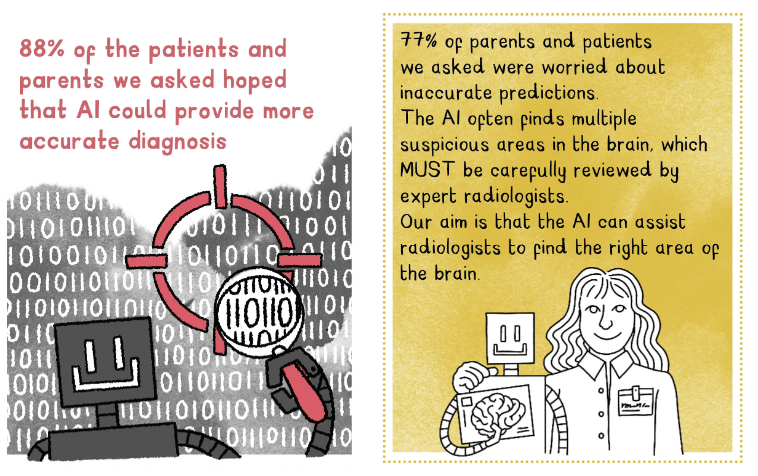 88% of the patients and
parents we asked hoped
that AI could provide more
accurate diagnosis
77% of parents and patients
we asked were worried about
inaccurate predictions.
The AI often finds multiple
suspicious areas in the brain, which
MUST be carefully reviewed by
expert radiologists.
Our aim is that the AI can assist
radiologists to find the right area of
the brain.